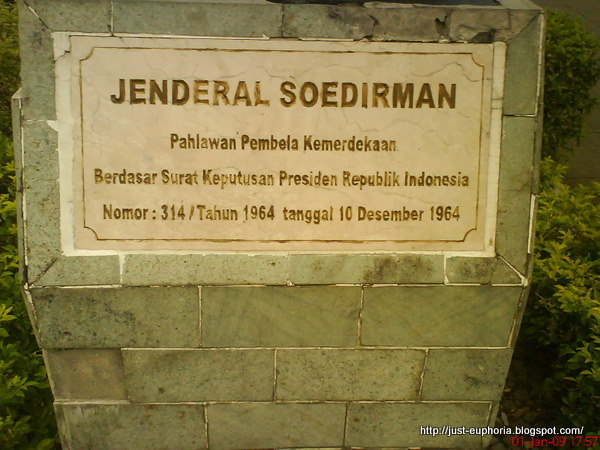 JENDERAL SOEDIRMAN
Pahlawan Pembela Kemerdekaan
Berdasar Surat Keputusan Presiden Republik Indonesia
Nomor : 314 / Tahun 1964 tanggal 10 Desember 1964
http://just-euphoria.blogspot.com/
01-Jan-09 17:57